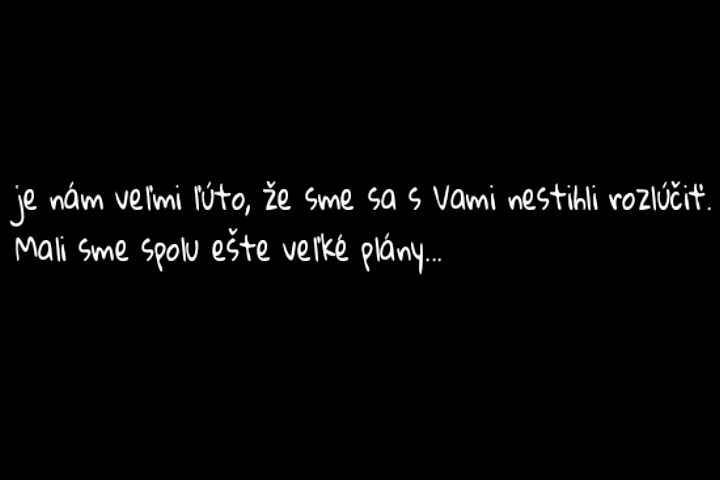 je nám veľmi ľúto, že sme sa s Vami nestihli rozlúčiť.
Mali sme spolu ešte veľké plány...